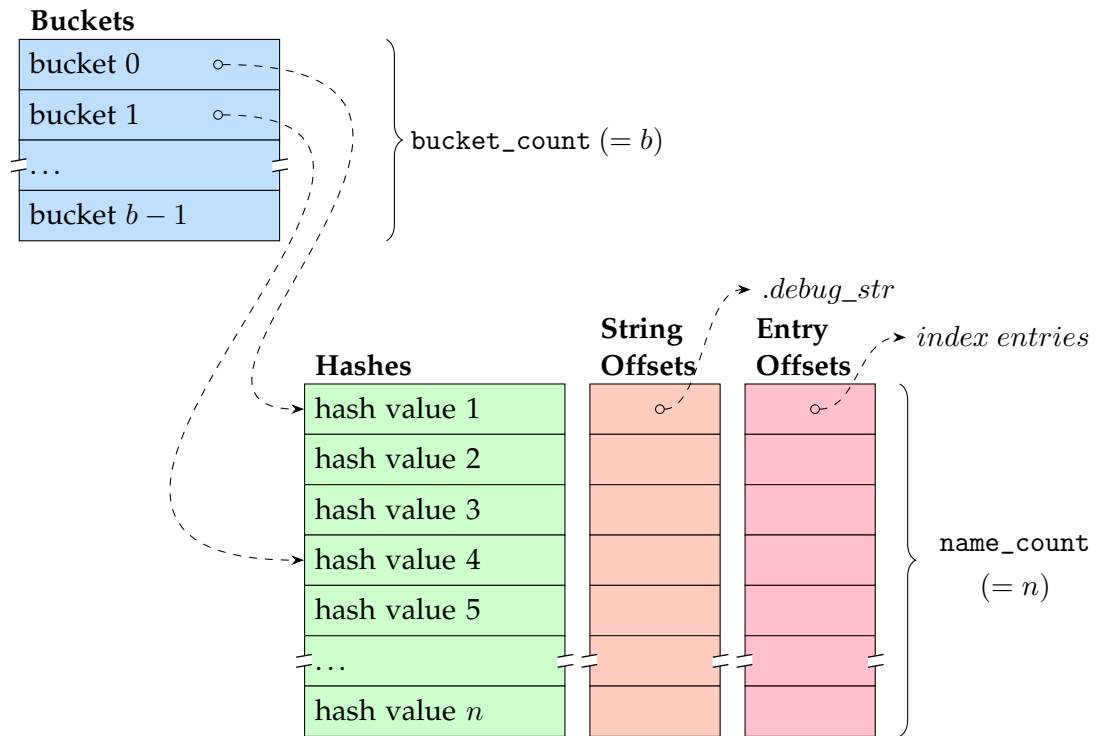 Buckets
bucket 0
bucket 1
...
bucket b − 1
bucket_count (= b)
.debug_str
index entries
String
Offsets
Entry
Offsets
Hashes
hash value 1
hash value 2
hash value 3
hash value 4
hash value 5
...
hash value n
name_count
(= n)